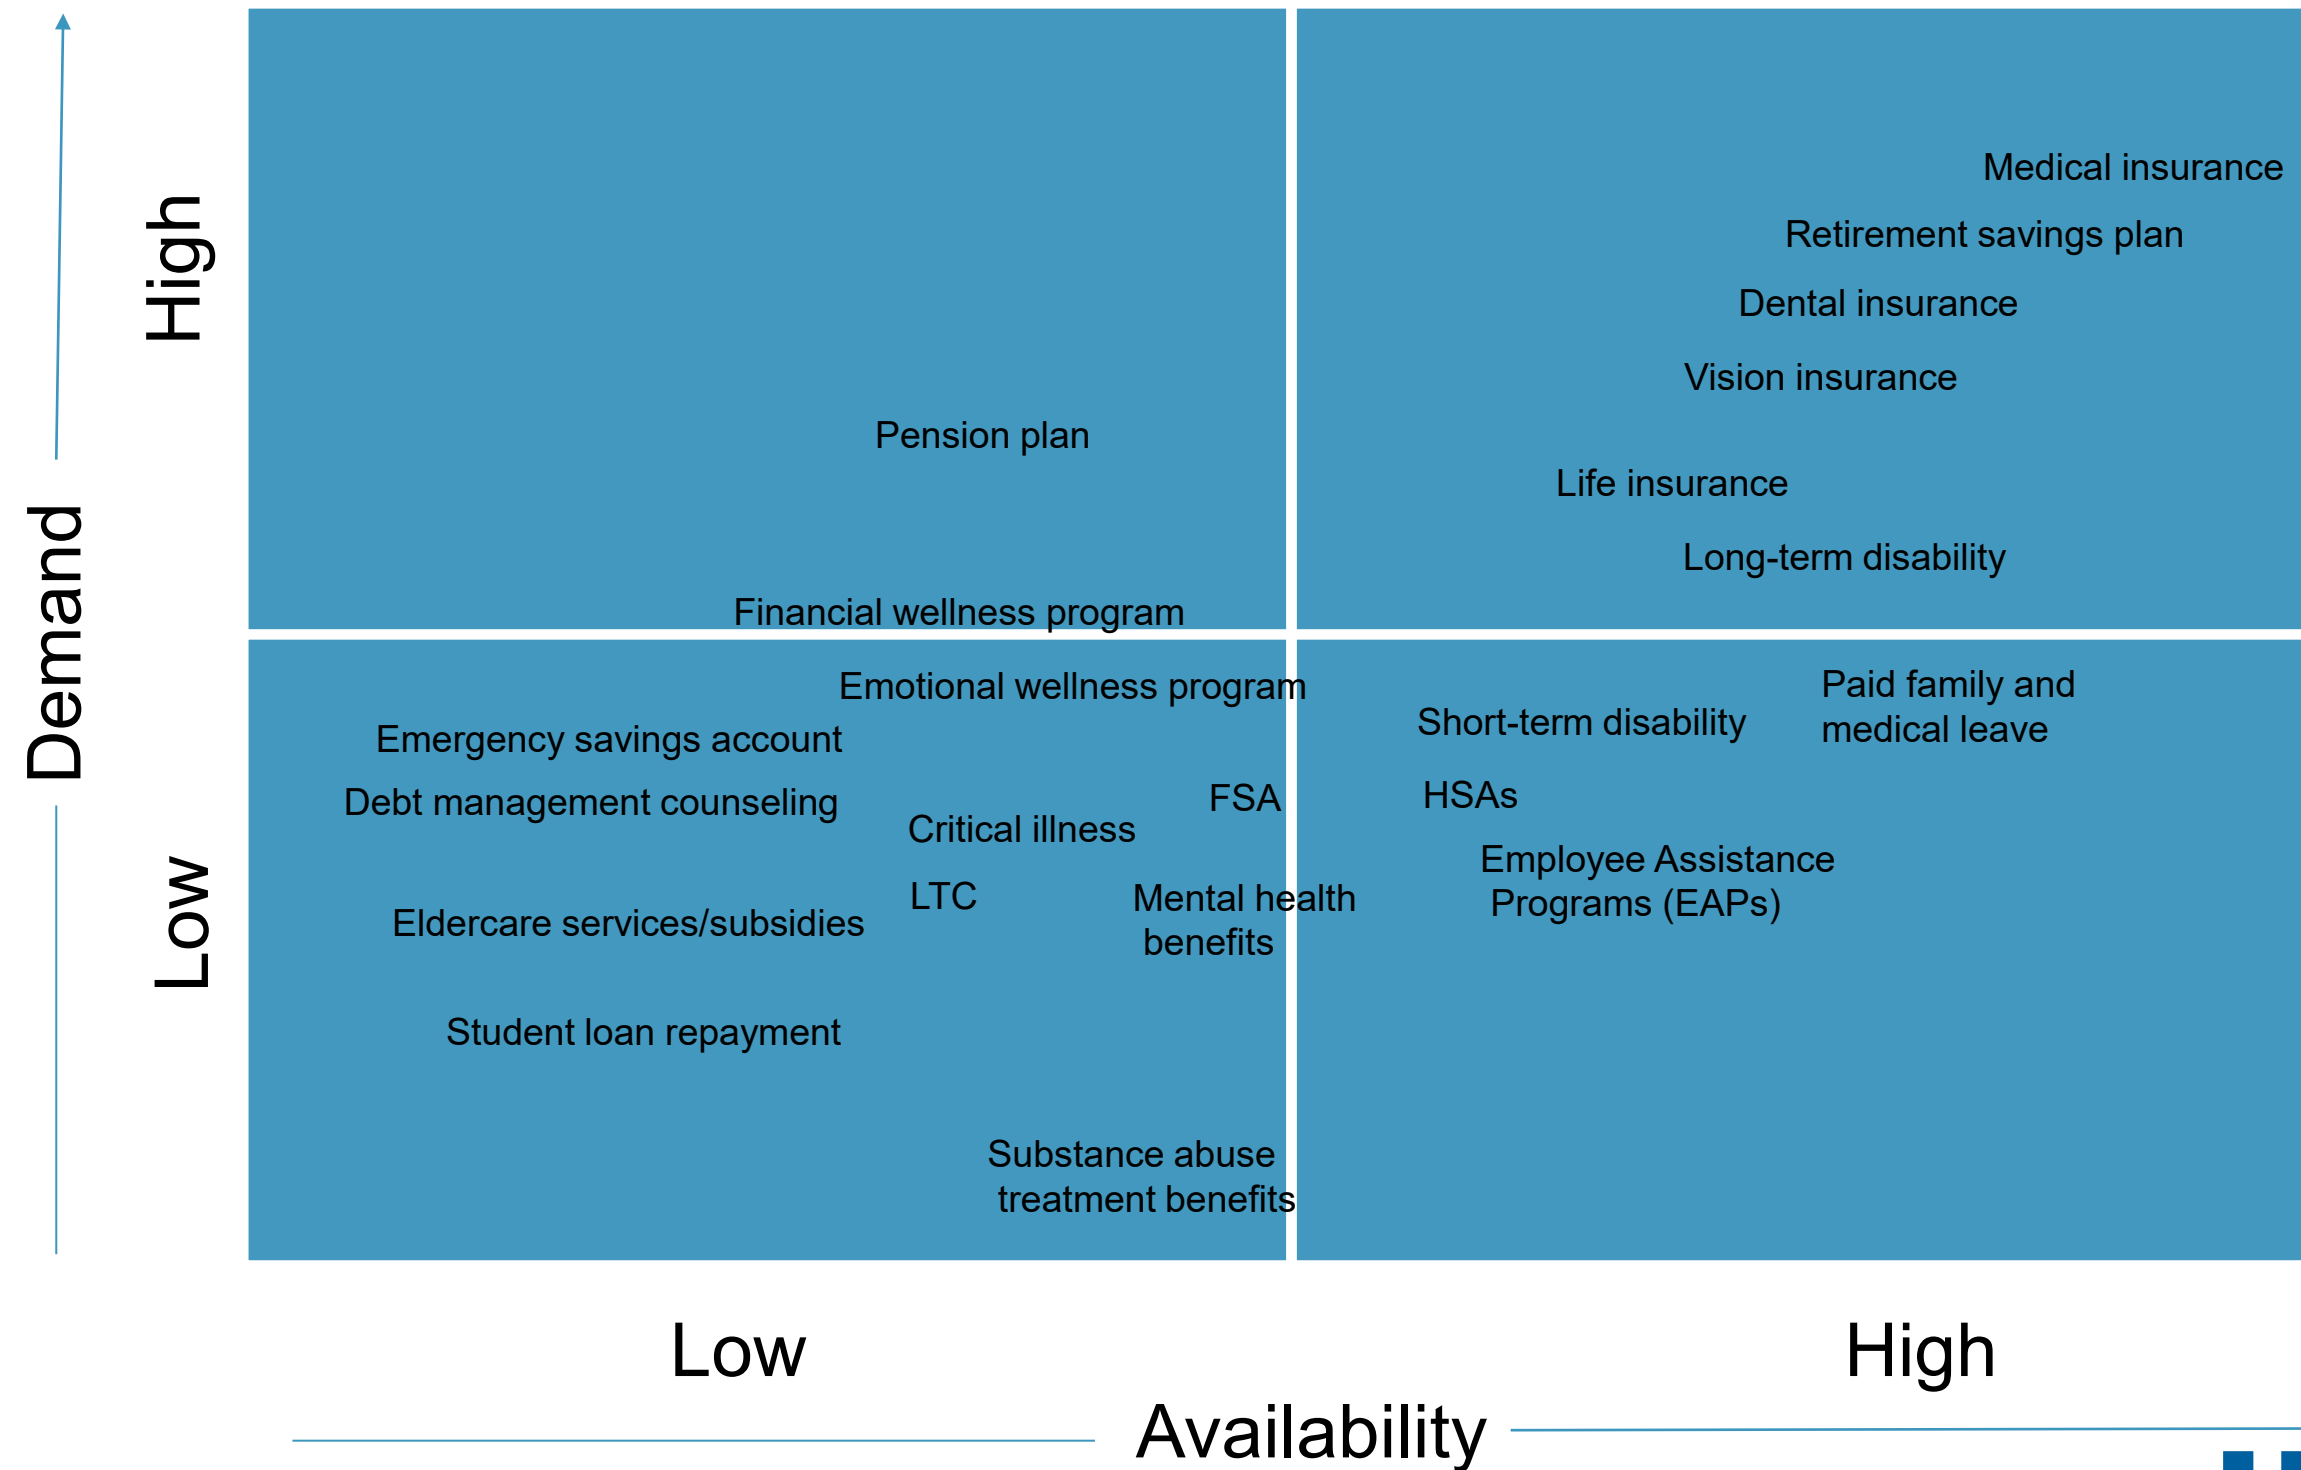 Demand
High
Low
Medical insurance
Retirement savings plan
Dental insurance
Vision insurance
Pension plan
Life insurance
Long-term disability
Financial wellness program
Emotional wellness program
Paid family and
medical leave
Short-term disability
Emergency savings account
Debt management counseling
FSA
HSAs
Critical illness
Employee Assistance
Programs (EAPs)
LTC
Mental health
benefits
Eldercare services/subsidies
Student loan repayment
Substance abuse
treatment benefits
Low
High
Availability